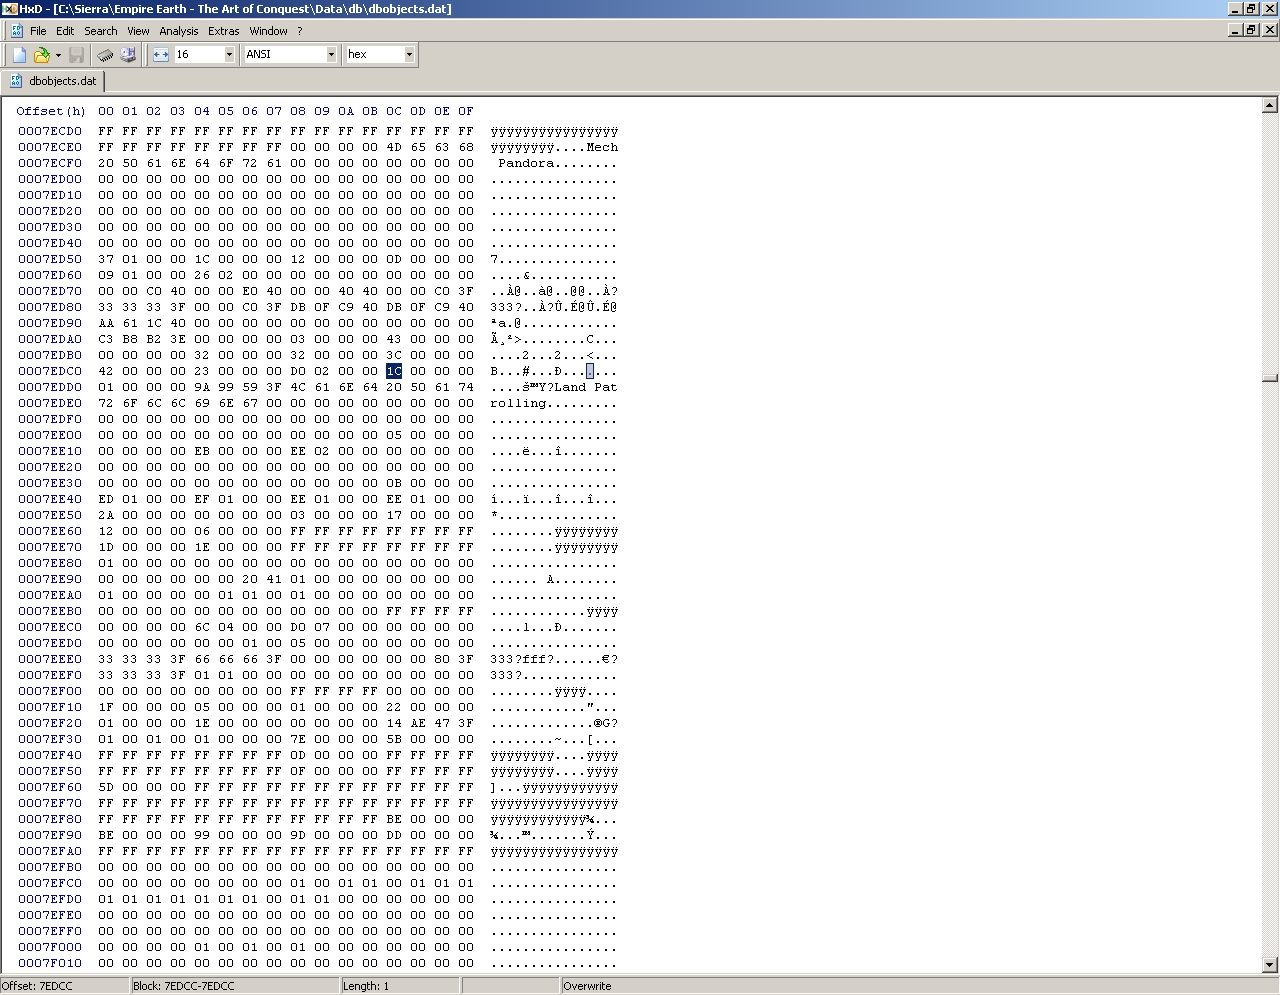 HxD - [C:\Sierra\Empire Earth - The Art of Conquest\Data\db\dbobjects.dat]
File Edit Search View Analysis Extras Window ?
16 ANSI hex
dbobjects.dat
Offset(h) 00 01 02 03 04 05 06 07 08 09 0A 0B 0C 0D 0E 0F
0007ECD0 FF FF FF FF FF FF FF FF FF FF FF FF FF FF FF FF ÿÿÿÿÿÿÿÿÿÿÿÿÿÿÿÿ
0007ECE0 FF FF FF FF FF FF FF FF 00 00 00 00 4D 65 63 68 ÿÿÿÿÿÿÿÿ....Mech
0007ECF0 20 50 61 6E 64 6F 72 61 00 00 00 00 00 00 00 00  Pandora........
0007ED00 00 00 00 00 00 00 00 00 00 00 00 00 00 00 00 00 ................
0007ED10 00 00 00 00 00 00 00 00 00 00 00 00 00 00 00 00 ................
0007ED20 00 00 00 00 00 00 00 00 00 00 00 00 00 00 00 00 ................
0007ED30 00 00 00 00 00 00 00 00 00 00 00 00 00 00 00 00 ................
0007ED40 00 00 00 00 00 00 00 00 00 00 00 00 00 00 00 00 ................
0007ED50 37 01 00 00 1C 00 00 00 12 00 00 00 0D 00 00 00 7...............
0007ED60 09 01 00 00 26 02 00 00 00 00 00 00 00 00 00 00 ....&...........
0007ED70 00 00 C0 40 00 00 E0 40 00 00 40 40 00 00 C0 3F ..À@..à@..@@..À?
0007ED80 33 33 33 3F 00 00 C0 3F DB 0F C9 40 DB 0F C9 40 333?..À?Û.É@Û.É@
0007ED90 AA 61 1C 40 00 00 00 00 00 00 00 00 00 00 00 00 ªa.@............
0007EDA0 C3 B8 B2 3E 00 00 00 00 03 00 00 00 43 00 00 00 Ã¸²>........C...
0007EDB0 00 00 00 00 32 00 00 00 32 00 00 00 3C 00 00 00 ....2...2...<...
0007EDC0 42 00 00 00 23 00 00 00 D0 02 00 00 1C 00 00 00 B...#...Ð.......
0007EDD0 01 00 00 00 9A 99 59 3F 4C 61 6E 64 20 50 61 74 ....š™Y?Land Pat
0007EDE0 72 6F 6C 6C 69 6E 67 00 00 00 00 00 00 00 00 00 rolling.........
0007EDF0 00 00 00 00 00 00 00 00 00 00 00 00 00 00 00 00 ................
0007EE00 00 00 00 00 00 00 00 00 00 00 00 00 05 00 00 00 ................
0007EE10 00 00 00 00 EB 00 00 00 EE 02 00 00 00 00 00 00 ....ë...î.......
0007EE20 00 00 00 00 00 00 00 00 00 00 00 00 00 00 00 00 ................
0007EE30 00 00 00 00 00 00 00 00 00 00 00 00 0B 00 00 00 ................
0007EE40 ED 01 00 00 EF 01 00 00 EE 01 00 00 EE 01 00 00 í...ï...î...î...
0007EE50 2A 00 00 00 00 00 00 00 03 00 00 00 17 00 00 00 *...............
0007EE60 12 00 00 00 06 00 00 00 FF FF FF FF FF FF FF FF ........ÿÿÿÿÿÿÿÿ
0007EE70 1D 00 00 00 1E 00 00 00 FF FF FF FF FF FF FF FF ........ÿÿÿÿÿÿÿÿ
0007EE80 01 00 00 00 00 00 00 00 00 00 00 00 00 00 00 00 ................
0007EE90 00 00 00 00 00 00 20 41 01 00 00 00 00 00 00 00 ...... A........
0007EEA0 01 00 00 00 00 01 01 00 01 00 00 00 00 00 00 00 ................
0007EEB0 00 00 00 00 00 00 00 00 00 00 00 00 FF FF FF FF ............ÿÿÿÿ
0007EEC0 00 00 00 00 6C 04 00 00 D0 07 00 00 00 00 00 00 ....l...Ð.......
0007EED0 00 00 00 00 00 00 01 00 05 00 00 00 00 00 00 00 ................
0007EEE0 33 33 33 3F 66 66 66 3F 00 00 00 00 00 00 80 3F 333?fff?......€?
0007EEF0 33 33 33 3F 01 01 00 00 00 00 00 00 00 00 00 00 333?............
0007EF00 00 00 00 00 00 00 00 00 FF FF FF FF 00 00 00 00 ........ÿÿÿÿ....
0007EF10 1F 00 00 00 05 00 00 00 01 00 00 00 22 00 00 00 ............"...
0007EF20 01 00 00 00 1E 00 00 00 00 00 00 00 14 AE 47 3F .............®G?
0007EF30 01 00 01 00 01 00 00 00 7E 00 00 00 5B 00 00 00 ........~...[...
0007EF40 FF FF FF FF FF FF FF FF 0D 00 00 00 FF FF FF FF ÿÿÿÿÿÿÿÿ....ÿÿÿÿ
0007EF50 FF FF FF FF FF FF FF FF 0F 00 00 00 FF FF FF FF ÿÿÿÿÿÿÿÿ....ÿÿÿÿ
0007EF60 5D 00 00 00 FF FF FF FF FF FF FF FF FF FF FF FF ]...ÿÿÿÿÿÿÿÿÿÿÿÿ
0007EF70 FF FF FF FF FF FF FF FF FF FF FF FF FF FF FF FF ÿÿÿÿÿÿÿÿÿÿÿÿÿÿÿÿ
0007EF80 FF FF FF FF FF FF FF FF FF FF FF FF BE 00 00 00 ÿÿÿÿÿÿÿÿÿÿÿÿ¾...
0007EF90 BE 00 00 00 99 00 00 00 9D 00 00 00 DD 00 00 00 ¾...™.......Ý...
0007EFA0 FF FF FF FF FF FF FF FF FF FF FF FF FF FF FF FF ÿÿÿÿÿÿÿÿÿÿÿÿÿÿÿÿ
0007EFB0 00 00 00 00 00 00 00 00 00 00 00 00 00 00 00 00 ................
0007EFC0 00 00 00 00 00 00 00 00 01 00 01 01 00 01 01 01 ................
0007EFD0 01 01 01 01 01 01 01 00 01 01 00 00 00 00 00 00 ................
0007EFE0 00 00 00 00 00 00 00 00 00 00 00 00 00 00 00 00 ................
0007EFF0 00 00 00 00 00 00 00 00 00 00 00 00 00 00 00 00 ................
0007F000 00 00 00 00 01 00 01 00 01 00 00 00 00 00 00 00 ................
0007F010 00 00 00 00 00 00 00 00 00 00 00 00 00 00 00 00 ................
Offset: 7EDCC Block: 7EDCC-7EDCC Length: 1 Overwrite